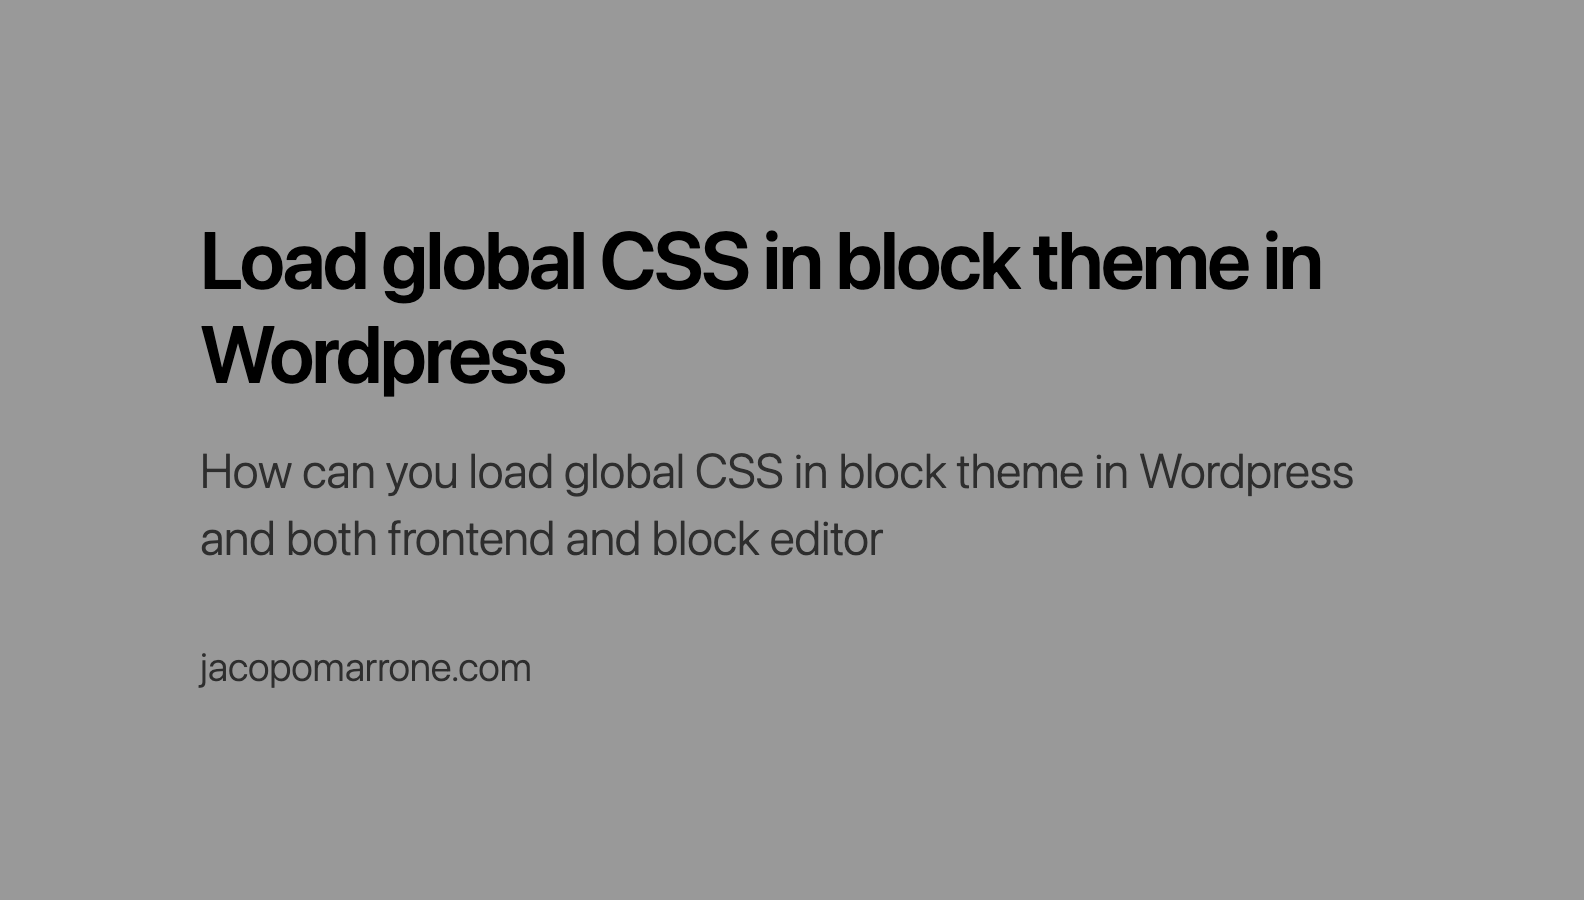 Load global CSS in block theme in
Wordpress
How can you load global CSS in block theme in Wordpress
and both frontend and block editor
jacopomarrone.com